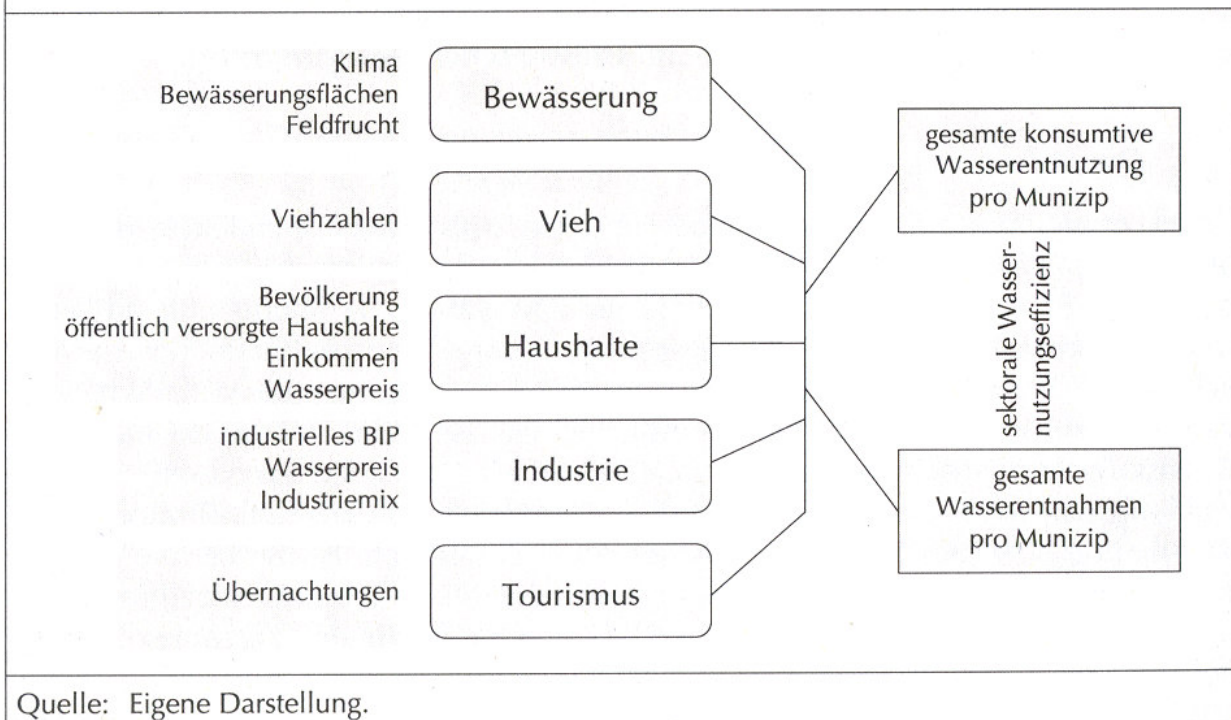 Klima
Bewässerungsflächen
Feldfrucht
Bewässerung
Viehzahlen
Vieh
Bevölkerung
öffentlich versorgte Haushalte
Einkommen
Wasserpreis
Haushalte
industrielles BIP
Wasserpreis
Industriemix
Industrie
Übernachtungen
Tourismus
gesamte konsumtive
Wasserentnutzung
pro Munizip
sektorale Wasser-
nutzungseffizienz
gesamte
Wasserentnahmen
pro Munizip
Quelle: Eigene Darstellung.